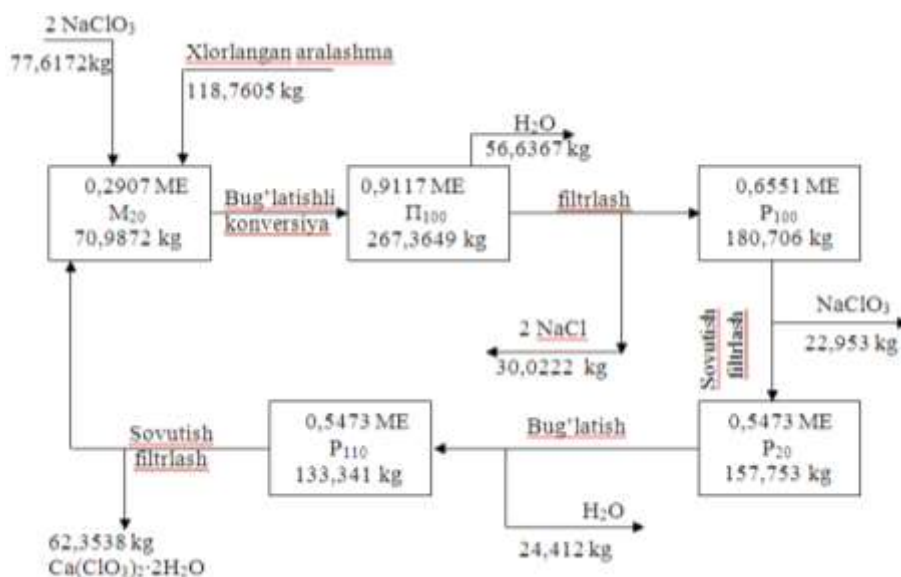 2 NaClO₃
77,6172kg
Xlorlangan aralashma
118,7605 kg
H₂O
56,6367 kg
0,2907 ME
M₂₀
70,9872 kg
Bug’latishli
konversiya
0,9117 ME
П₁₀₀
267,3649 kg
filtrlash
0,6551 ME
P₁₀₀
180,706 kg
2 NaCl
30,0222 kg
Sovutish
filtrlash
NaClO₃
22,953 kg
Sovutish
filtrlash
0,5473 ME
P₁₁₀
133,341 kg
Bug’latish
0,5473 ME
P₂₀
157,753 kg
H₂O
24,412 kg
62,3538 kg
Ca(ClO₃)₂·2H₂O